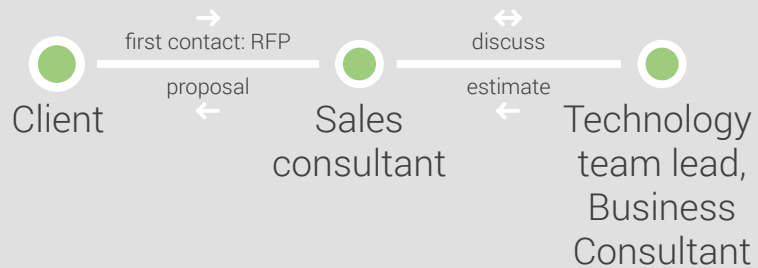 first contact: RFP
discuss
proposal
estimate
Client
Sales
consultant
Technology
team lead,
Business
Consultant